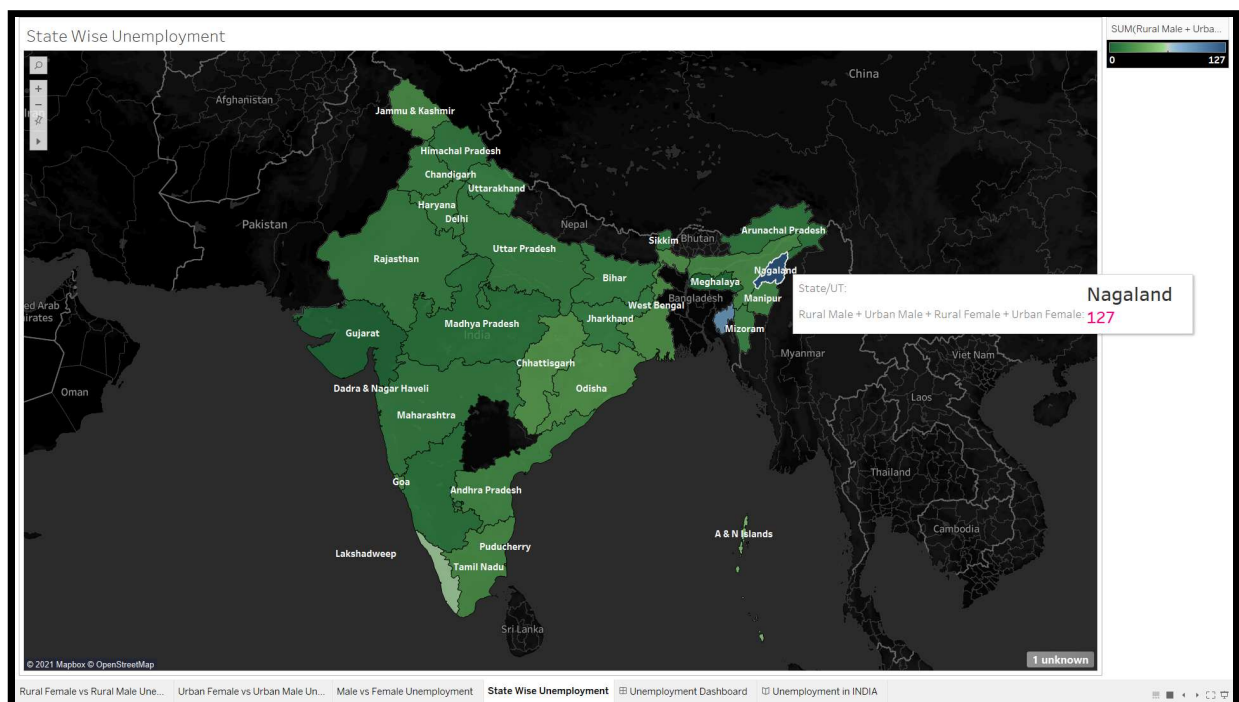 State Wise Unemployment
SUM(Rural Male + Urba...
0 127
China
Afghanistan
Jammu & Kashmir
Himachal Pradesh
Chandigarh
Uttarakhand
Haryana
Delhi
Pakistan
Nepal
Sikkim
Bhutan
Arunachal Pradesh
Uttar Pradesh
Rajasthan
Bihar
Nagaland
Meghalaya
Bangladesh
Manipur
West Bengal
State/UT:
Nagaland
Rural Male + Urban Male + Rural Female + Urban Female: 127
ed Arab
irates
Gujarat
Madhya Pradesh
India
Jharkhand
Mizoram
Myanmar
Viet Nam
Chhattisgarh
Oman
Dadra & Nagar Haveli
Odisha
Laos
Maharashtra
Thailand
Goa
Andhra Pradesh
Cambodia
A & N Islands
Lakshadweep
Puducherry
Tamil Nadu
Sri Lanka
© 2021 Mapbox © OpenStreetMap
1 unknown
Rural Female vs Rural Male Une...
Urban Female vs Urban Male Un...
Male vs Female Unemployment
State Wise Unemployment
Unemployment Dashboard
Unemployment in INDIA